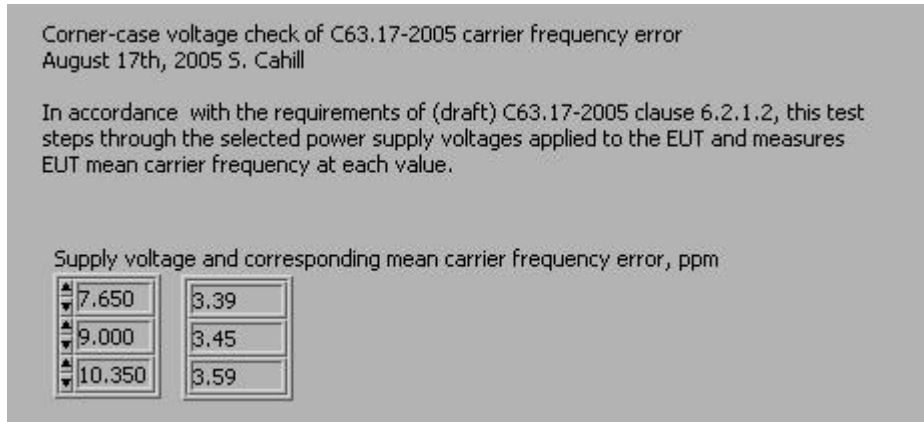 Corner-case voltage check of C63.17-2005 carrier frequency error
August 17th, 2005 S. Cahill
In accordance with the requirements of (draft) C63.17-2005 clause 6.2.1.2, this test
steps through the selected power supply voltages applied to the EUT and measures
EUT mean carrier frequency at each value.
Supply voltage and corresponding mean carrier frequency error, ppm
7.650 3.39
9.000 3.45
10.350 3.59